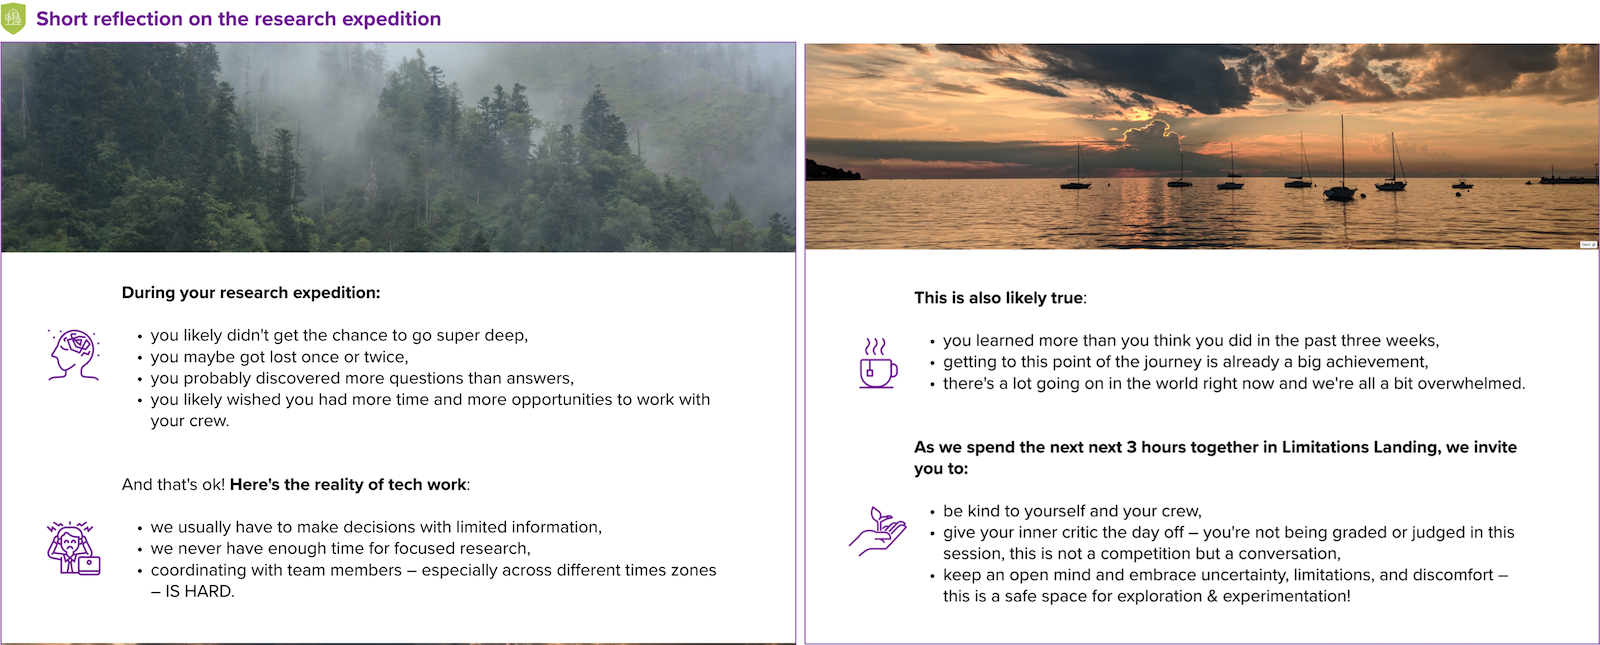 Short reflection on the research expedition
During your research expedition:
• you likely didn't get the chance to go super deep,
• you maybe got lost once or twice,
• you probably discovered more questions than answers,
• you likely wished you had more time and more opportunities to work with
your crew.
And that's ok! Here's the reality of tech work:
• we usually have to make decisions with limited information,
• we never have enough time for focused research,
• coordinating with team members – especially across different times zones
– IS HARD.
This is also likely true:
• you learned more than you think you did in the past three weeks,
• getting to this point of the journey is already a big achievement,
• there's a lot going on in the world right now and we're all a bit overwhelmed.
As we spend the next next 3 hours together in Limitations Landing, we invite
you to:
• be kind to yourself and your crew,
• give your inner critic the day off – you're not being graded or judged in this
session, this is not a competition but a conversation,
• keep an open mind and embrace uncertainty, limitations, and discomfort –
this is a safe space for exploration & experimentation!